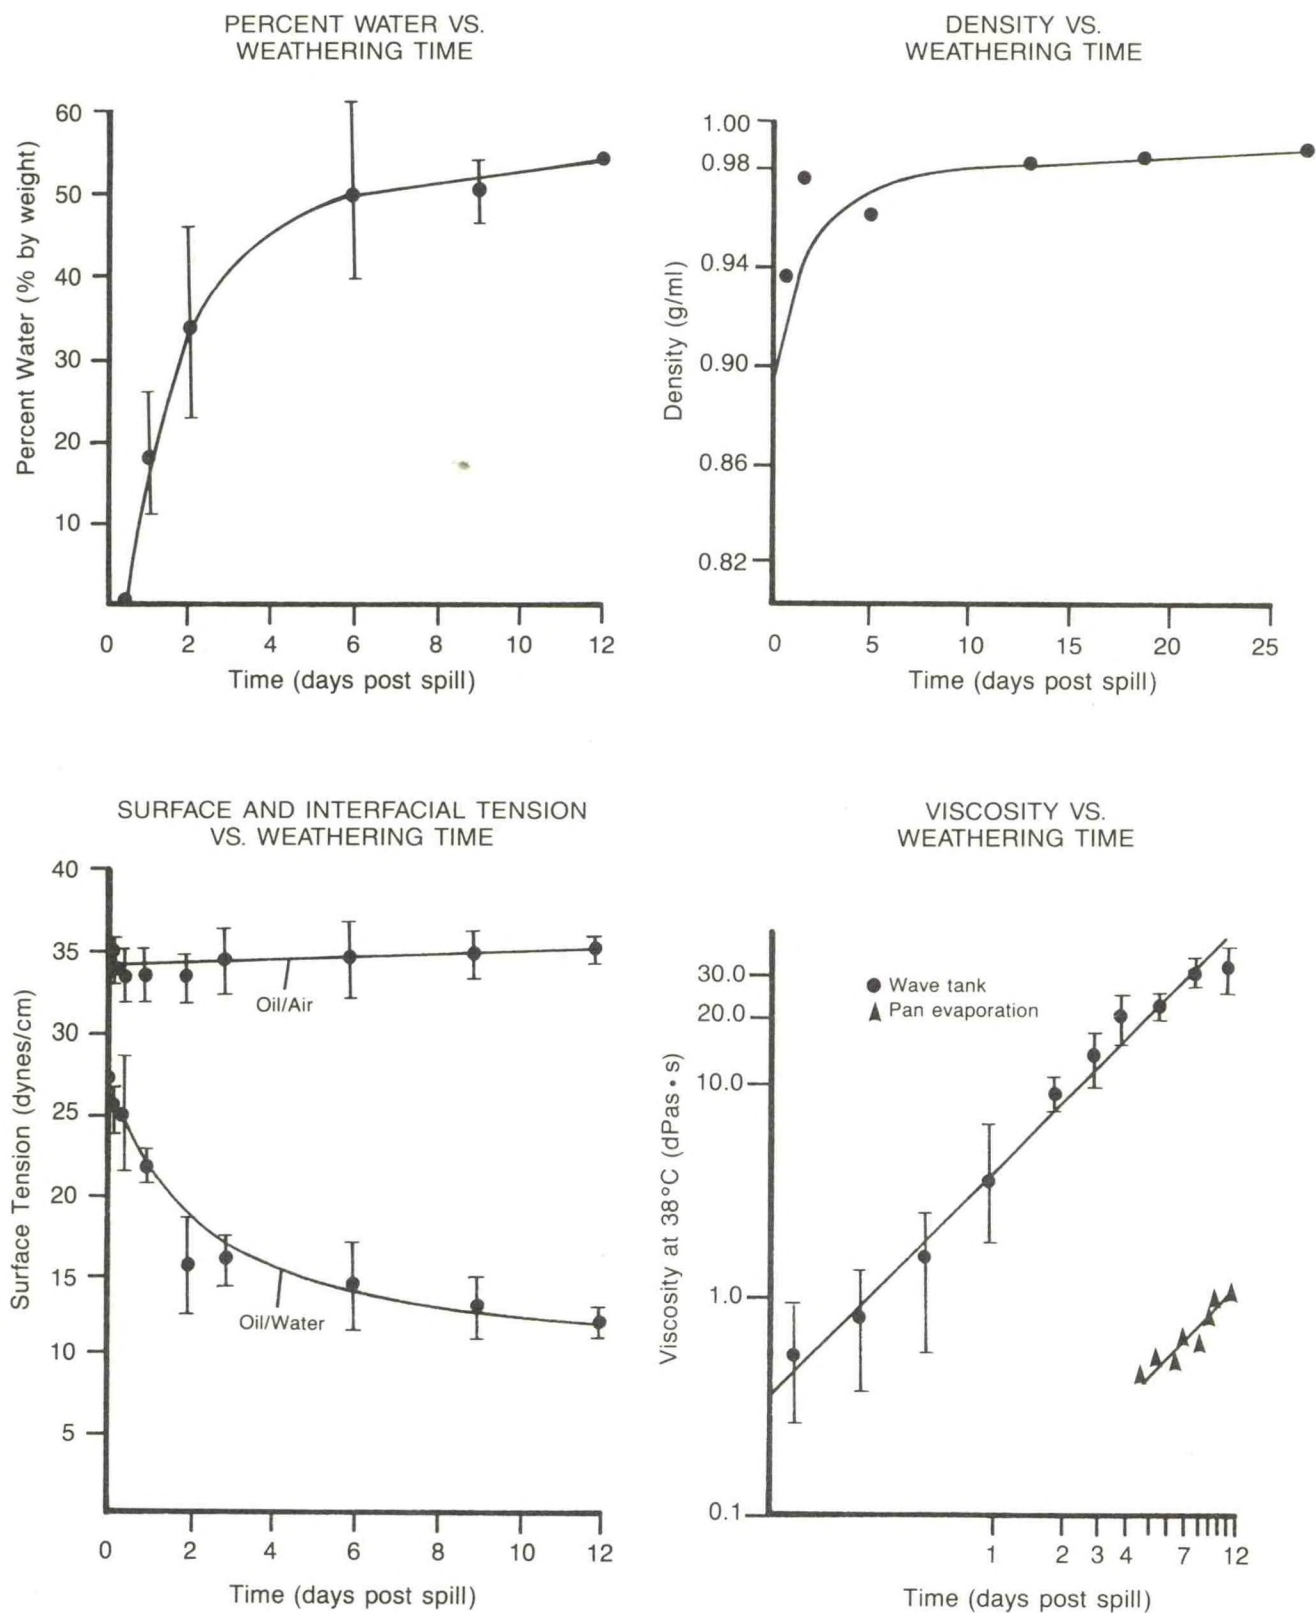 PERCENT WATER VS.
WEATHERING TIME
60
50
40
30
20
10
Percent Water (% by weight)
0 2 4 6 8 10 12
Time (days post spill)
DENSITY VS.
WEATHERING TIME
1.00
0.98
0.94
0.90
0.86
0.82
Density (g/ml)
0 5 10 15 20 25
Time (days post spill)
SURFACE AND INTERFACIAL TENSION
VS. WEATHERING TIME
40
35
30
25
20
15
10
5
Surface Tension (dynes/cm)
Oil/Air
Oil/Water
0 2 4 6 8 10 12
Time (days post spill)
VISCOSITY VS.
WEATHERING TIME
30.0
20.0
10.0
1.0
0.1
Viscosity at 38°C (dPas • s)
Wave tank
Pan evaporation
1 2 3 4 7 12
Time (days post spill)